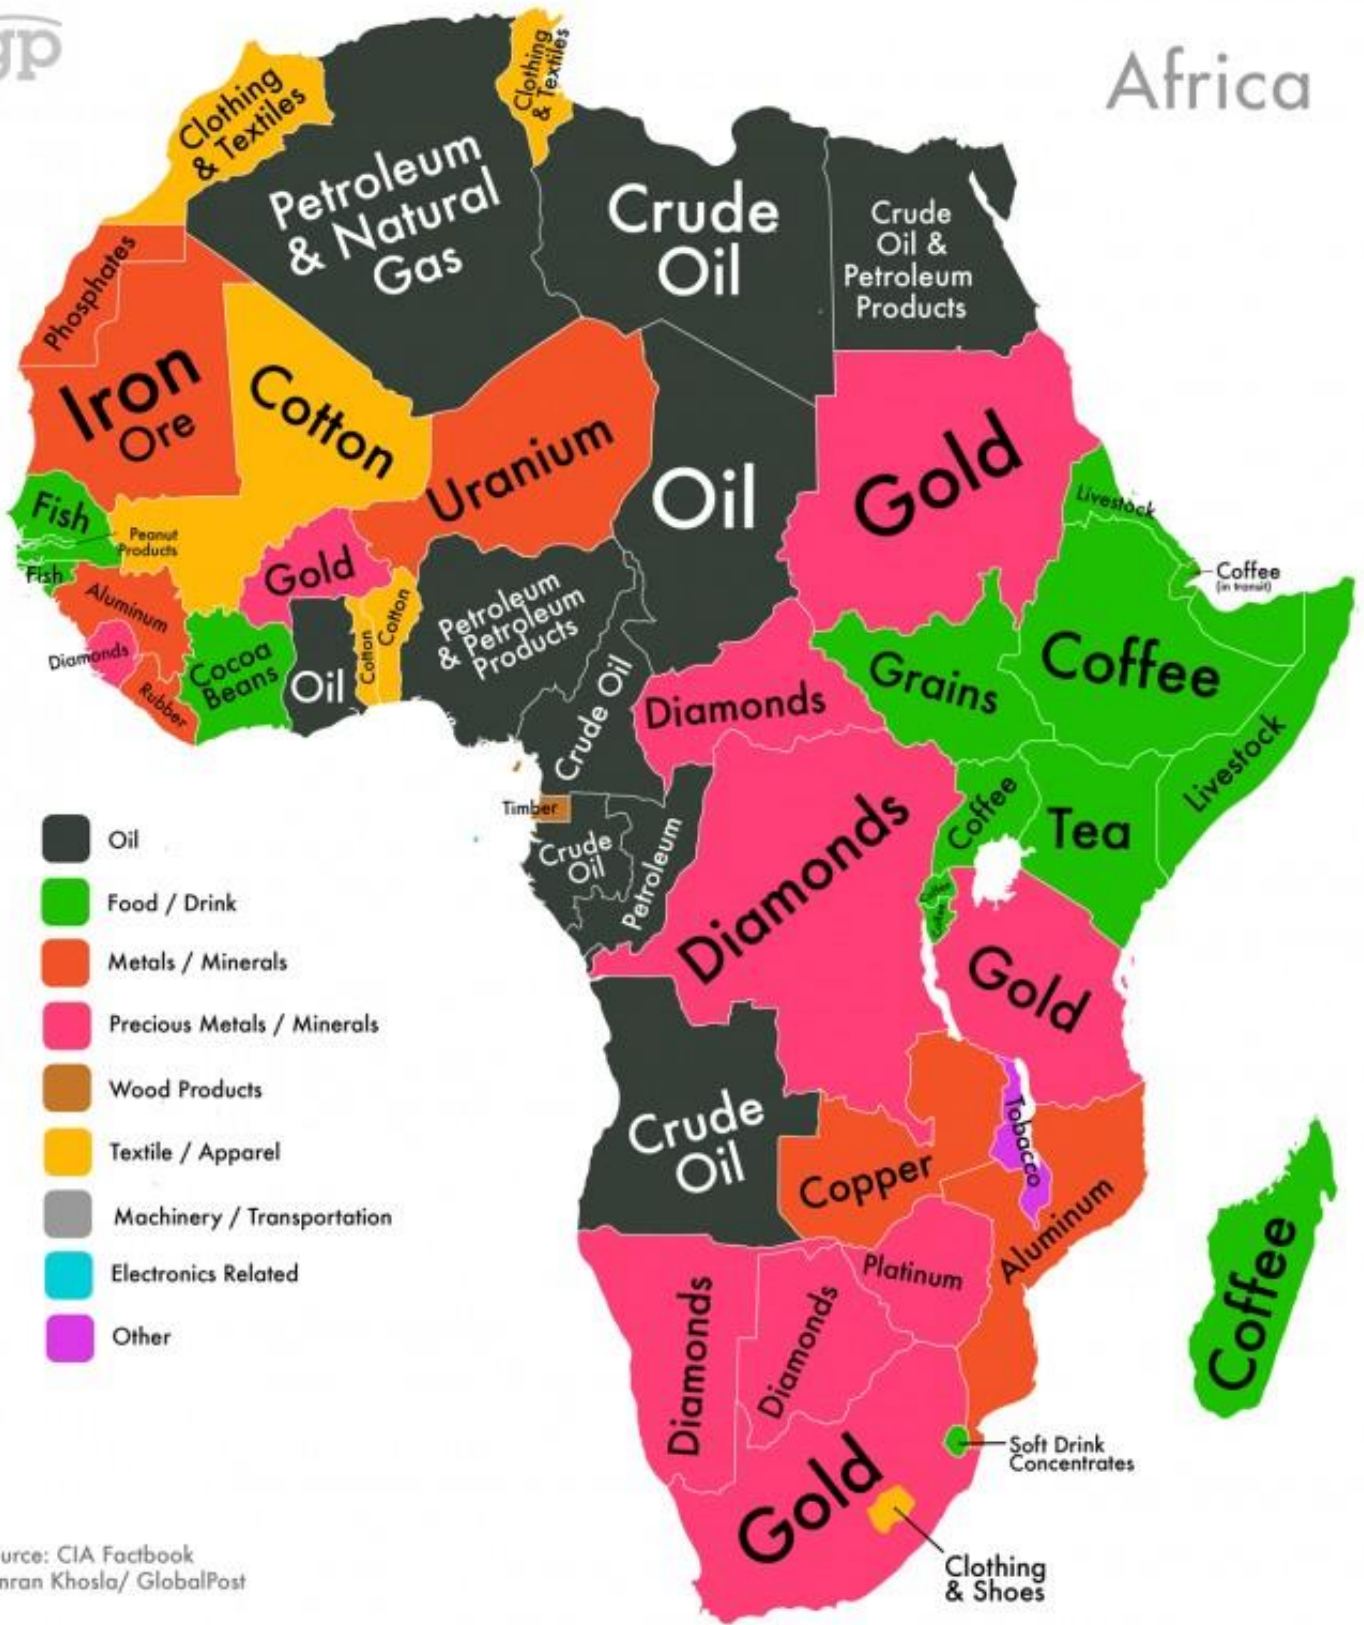 gp
Africa
Clothing
& Textiles
Clothing
& Textiles
Petroleum
& Natural
Gas
Crude
Oil
Crude
Oil &
Petroleum
Products
Phosphates
Iron
Ore
Cotton
Uranium
Oil
Gold
Livestock
Fish
Peanut
Products
Fish
Gold
Coffee
(in transit)
Aluminum
Diamonds
Rubber
Cocoa
Beans
Oil
Cotton
Cotton
Petroleum
& Petroleum
Products
Crude Oil
Diamonds
Grains
Coffee
Livestock
Timber
Crude
Oil
Petroleum
Diamonds
Coffee
Tea
Coffee
Gold
Crude
Oil
Copper
Tobacco
Aluminum
Platinum
Diamonds
Diamonds
Coffee
Gold
Soft Drink
Concentrates
Clothing
& Shoes
Oil
Food / Drink
Metals / Minerals
Precious Metals / Minerals
Wood Products
Textile / Apparel
Machinery / Transportation
Electronics Related
Other
urce: CIA Factbook
nran Khosla/ GlobalPost